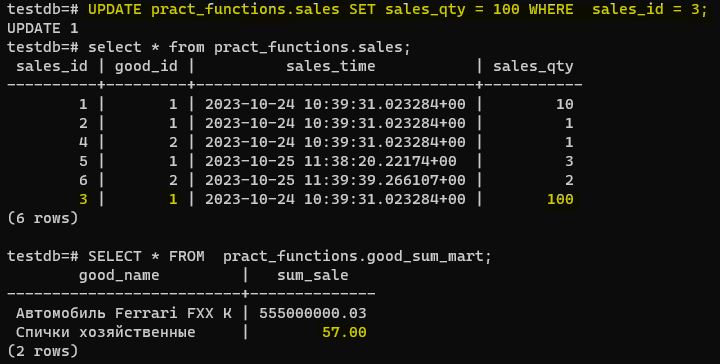 testdb=# UPDATE pract_functions.sales SET sales_qty = 100 WHERE  sales_id = 3;
UPDATE 1
testdb=# select * from pract_functions.sales;
 sales_id | good_id |          sales_time           | sales_qty
----------+---------+-------------------------------+-----------
        1 |       1 | 2023-10-24 10:39:31.023284+00 |        10
        2 |       1 | 2023-10-24 10:39:31.023284+00 |         1
        4 |       2 | 2023-10-24 10:39:31.023284+00 |         1
        5 |       1 | 2023-10-25 11:38:20.22174+00  |         3
        6 |       2 | 2023-10-25 11:39:39.266107+00 |         2
        3 |       1 | 2023-10-24 10:39:31.023284+00 |       100
(6 rows)

testdb=# SELECT * FROM  pract_functions.good_sum_mart;
        good_name         |   sum_sale
--------------------------+--------------
 Автомобиль Ferrari FXX K | 555000000.03
 Спички хозяйственные     |        57.00
(2 rows)